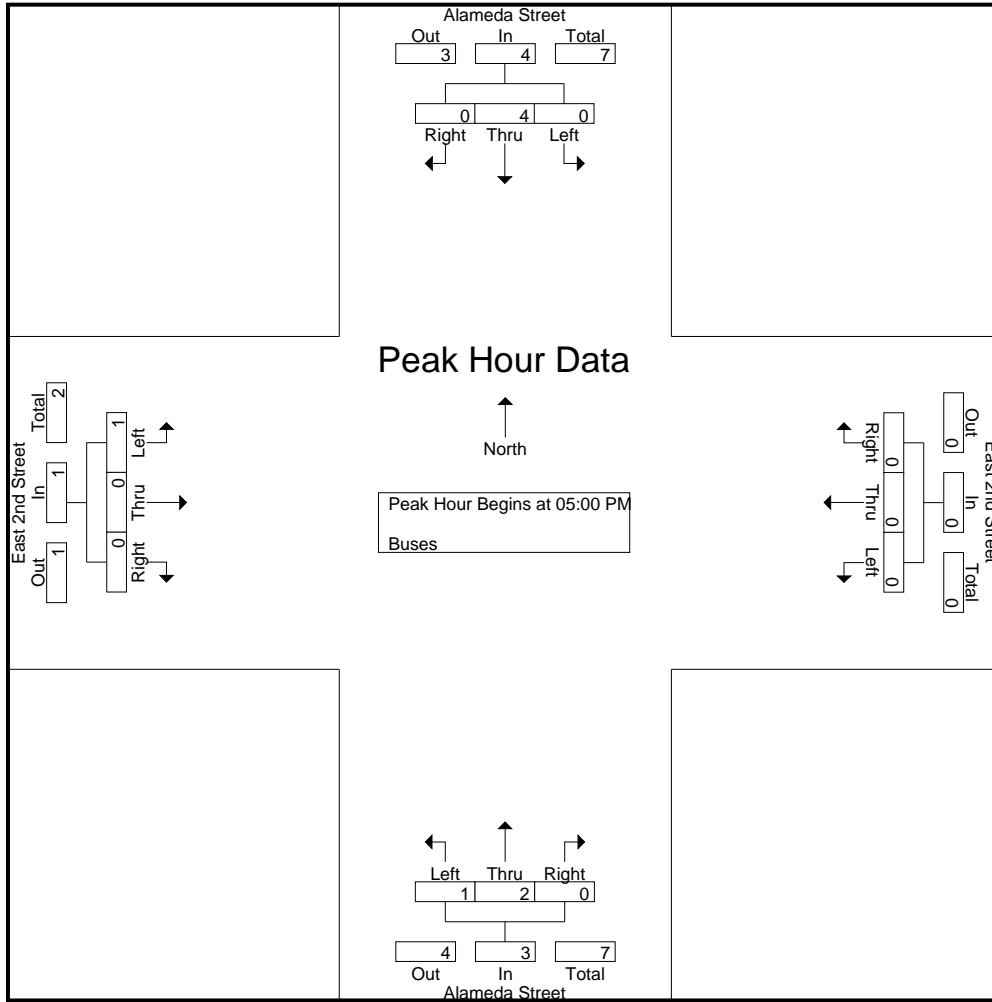 Alameda Street
Out In Total
3 4 7
0 4 0
Right Thru Left
Peak Hour Data
North
Peak Hour Begins at 05:00 PM
Buses
East 2nd Street
Total In Out
2 1 1
1 0 0
Left Thru Right
Right Thru Left
0 0 0
Out In Total
0 0 0
East 2nd Street
Left Thru Right
1 2 0
4 3 7
Out In Total
Alameda Street